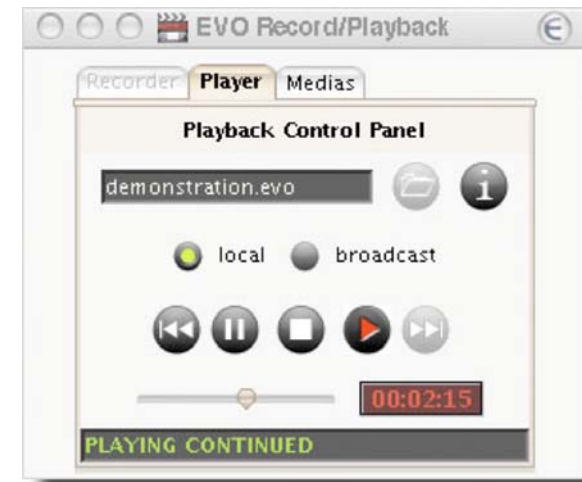 EVO Record/Playback
Recorder Player Medias
Playback Control Panel
demonstration.evo
local broadcast
00:02:15
PLAYING CONTINUED